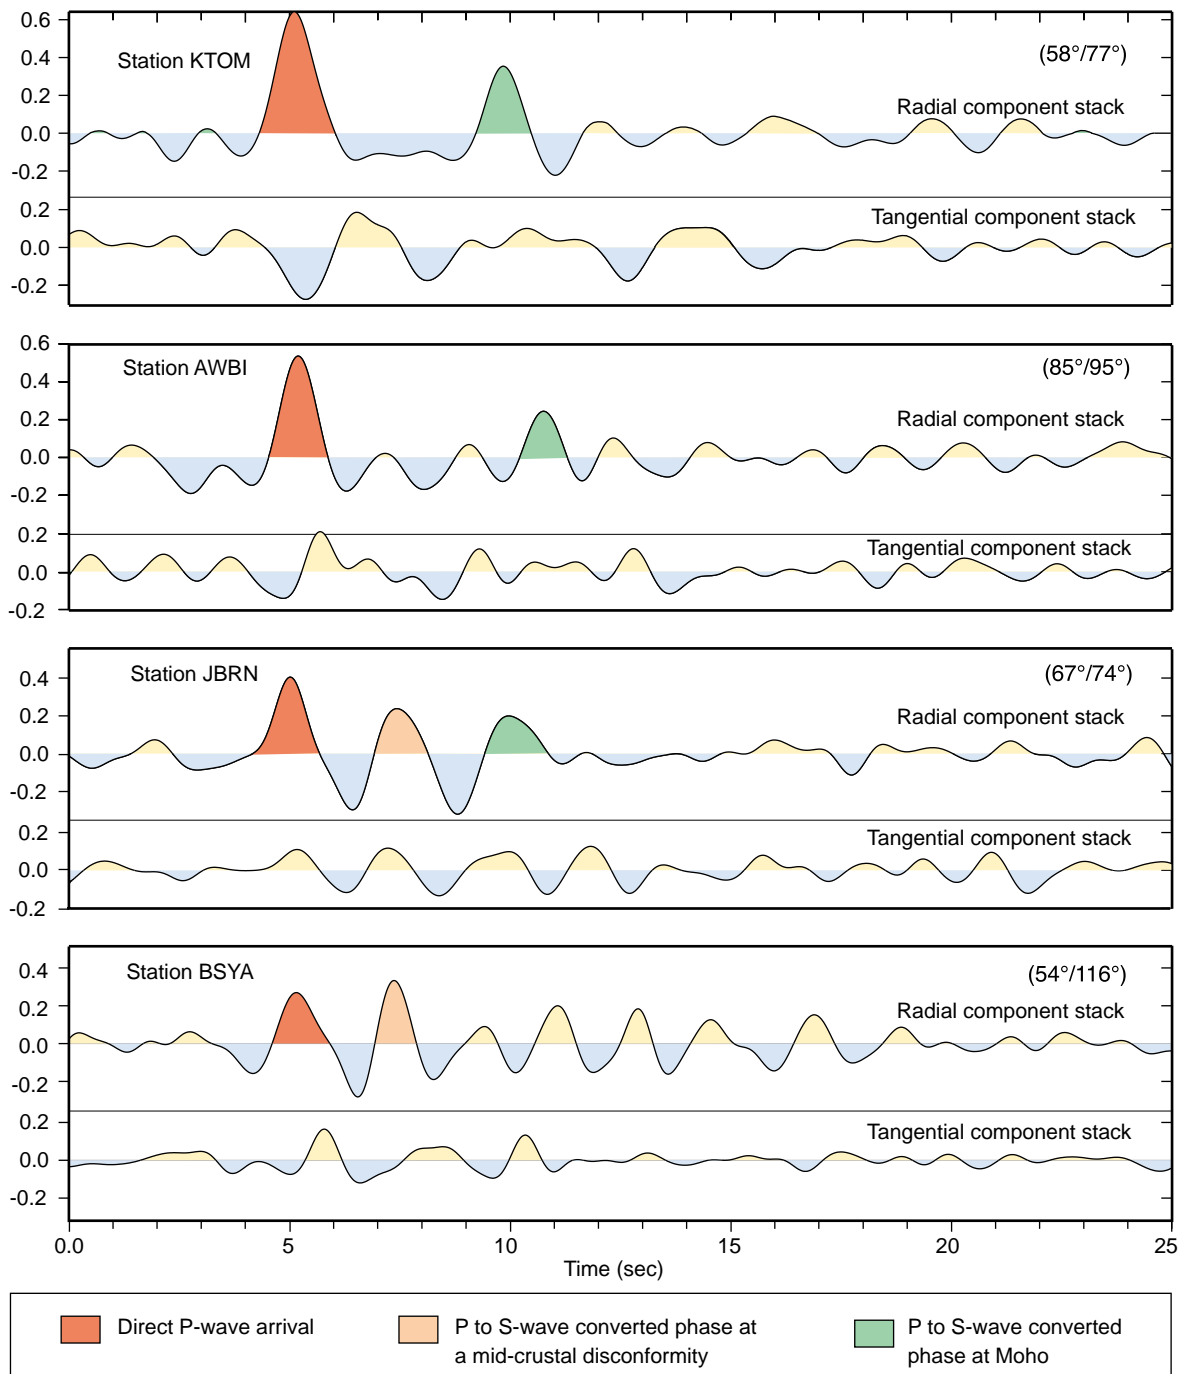 0.6
0.4
0.2
0.0
-0.2
0.2
0.0
-0.2
Station KTOM
(58°/77°)
Radial component stack
Tangential component stack
0.6
0.4
0.2
0.0
-0.2
0.2
0.0
-0.2
Station AWBI
(85°/95°)
Radial component stack
Tangential component stack
0.4
0.2
0.0
-0.2
0.2
0.0
-0.2
Station JBRN
(67°/74°)
Radial component stack
Tangential component stack
0.4
0.2
0.0
-0.2
0.2
0.0
-0.2
Station BSYA
(54°/116°)
Radial component stack
Tangential component stack
0.0 5 10 15 20 25
Time (sec)
Direct P-wave arrival
P to S-wave converted phase at
a mid-crustal disconformity
P to S-wave converted
phase at Moho